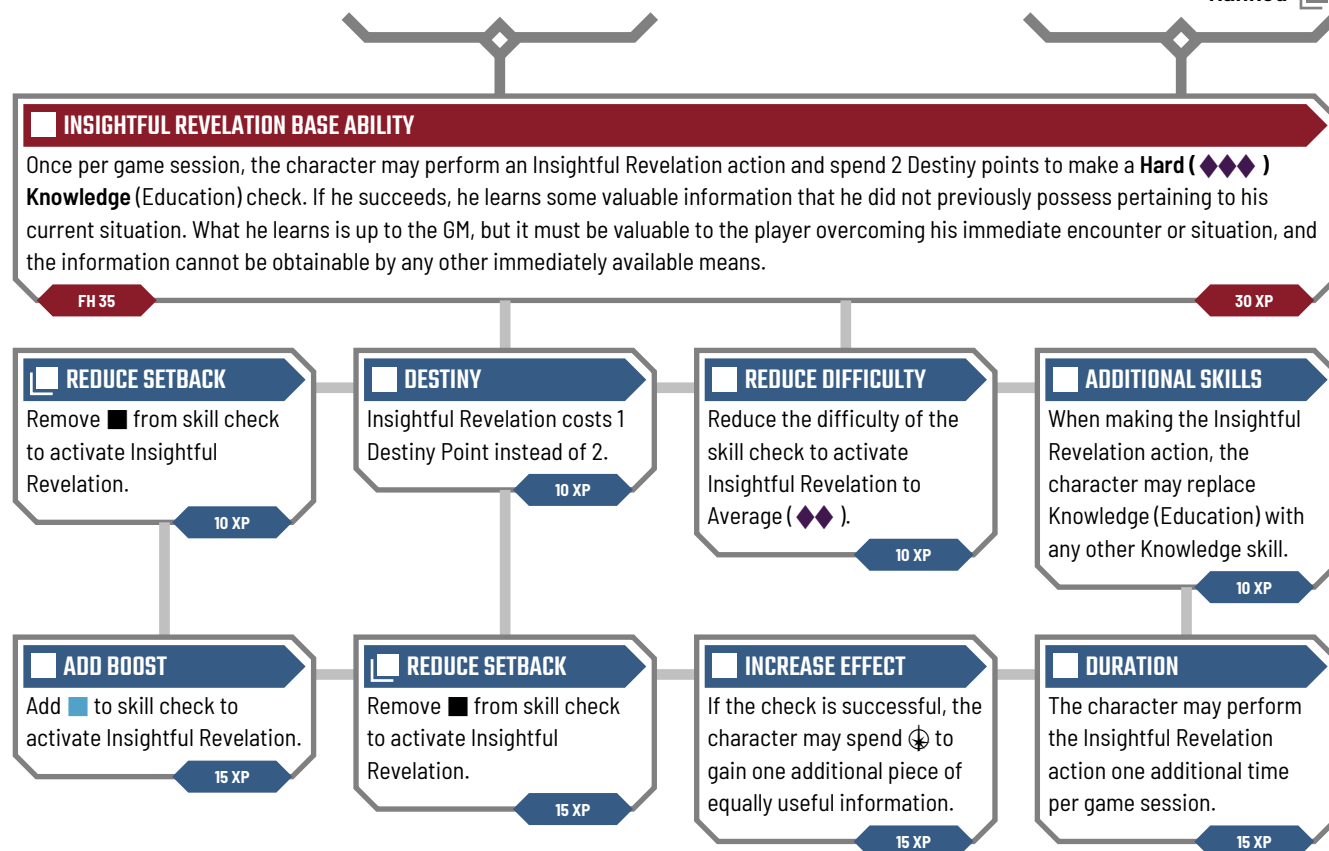 INSIGHTFUL REVELATION BASE ABILITY
Once per game session, the character may perform an Insightful Revelation action and spend 2 Destiny points to make a Hard (♦♦♦)
Knowledge (Education) check. If he succeeds, he learns some valuable information that he did not previously possess pertaining to his
current situation. What he learns is up to the GM, but it must be valuable to the player overcoming his immediate encounter or situation, and
the information cannot be obtainable by any other immediately available means.
FH 35
30 XP
REDUCE SETBACK
Remove ■ from skill check
to activate Insightful
Revelation.
10 XP
DESTINY
Insightful Revelation costs 1
Destiny Point instead of 2.
10 XP
REDUCE DIFFICULTY
Reduce the difficulty of the
skill check to activate
Insightful Revelation to
Average (♦♦).
10 XP
ADDITIONAL SKILLS
When making the Insightful
Revelation action, the
character may replace
Knowledge (Education) with
any other Knowledge skill.
10 XP
ADD BOOST
Add ■ to skill check to
activate Insightful Revelation.
15 XP
REDUCE SETBACK
Remove ■ from skill check
to activate Insightful
Revelation.
15 XP
INCREASE EFFECT
If the check is successful, the
character may spend to
gain one additional piece of
equally useful information.
15 XP
DURATION
The character may perform
the Insightful Revelation
action one additional time
per game session.
15 XP